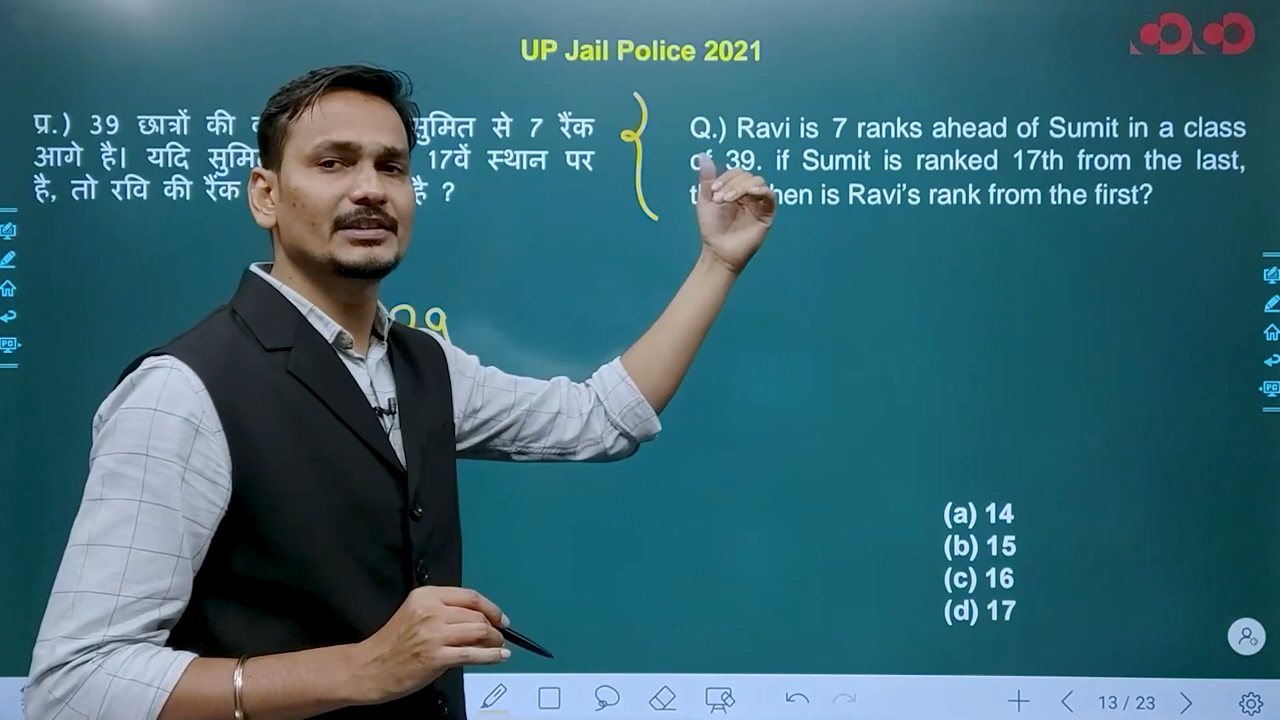 UP Jail Police 2021
प्र.) 39 छात्रों की सुमित से 7 रैंक
आगे है। यदि 17वें स्थान पर
है, तो रवि की रैंक है ?
Q.) Ravi is 7 ranks ahead of Sumit in a class
of 39. if Sumit is ranked 17th from the last,
hen is Ravi's rank from the first?
39
(a) 14
(b) 15
(c) 16
(d) 17
13 / 23